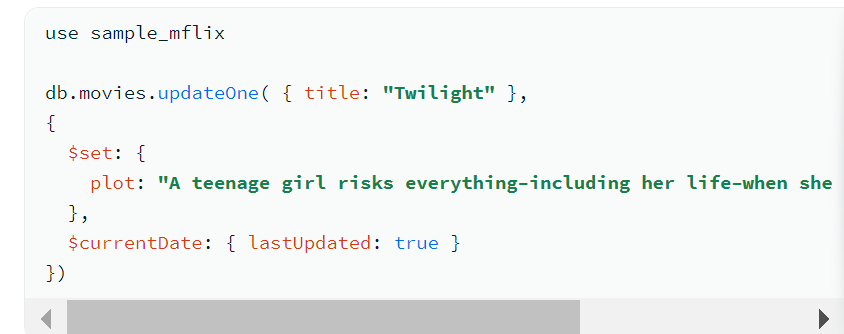 use sample_mflix
db.movies.updateOne( { title: "Twilight" },
{
$set: {
plot: "A teenage girl risks everything–including her life–when she
},
$currentDate: { lastUpdated: true }
})